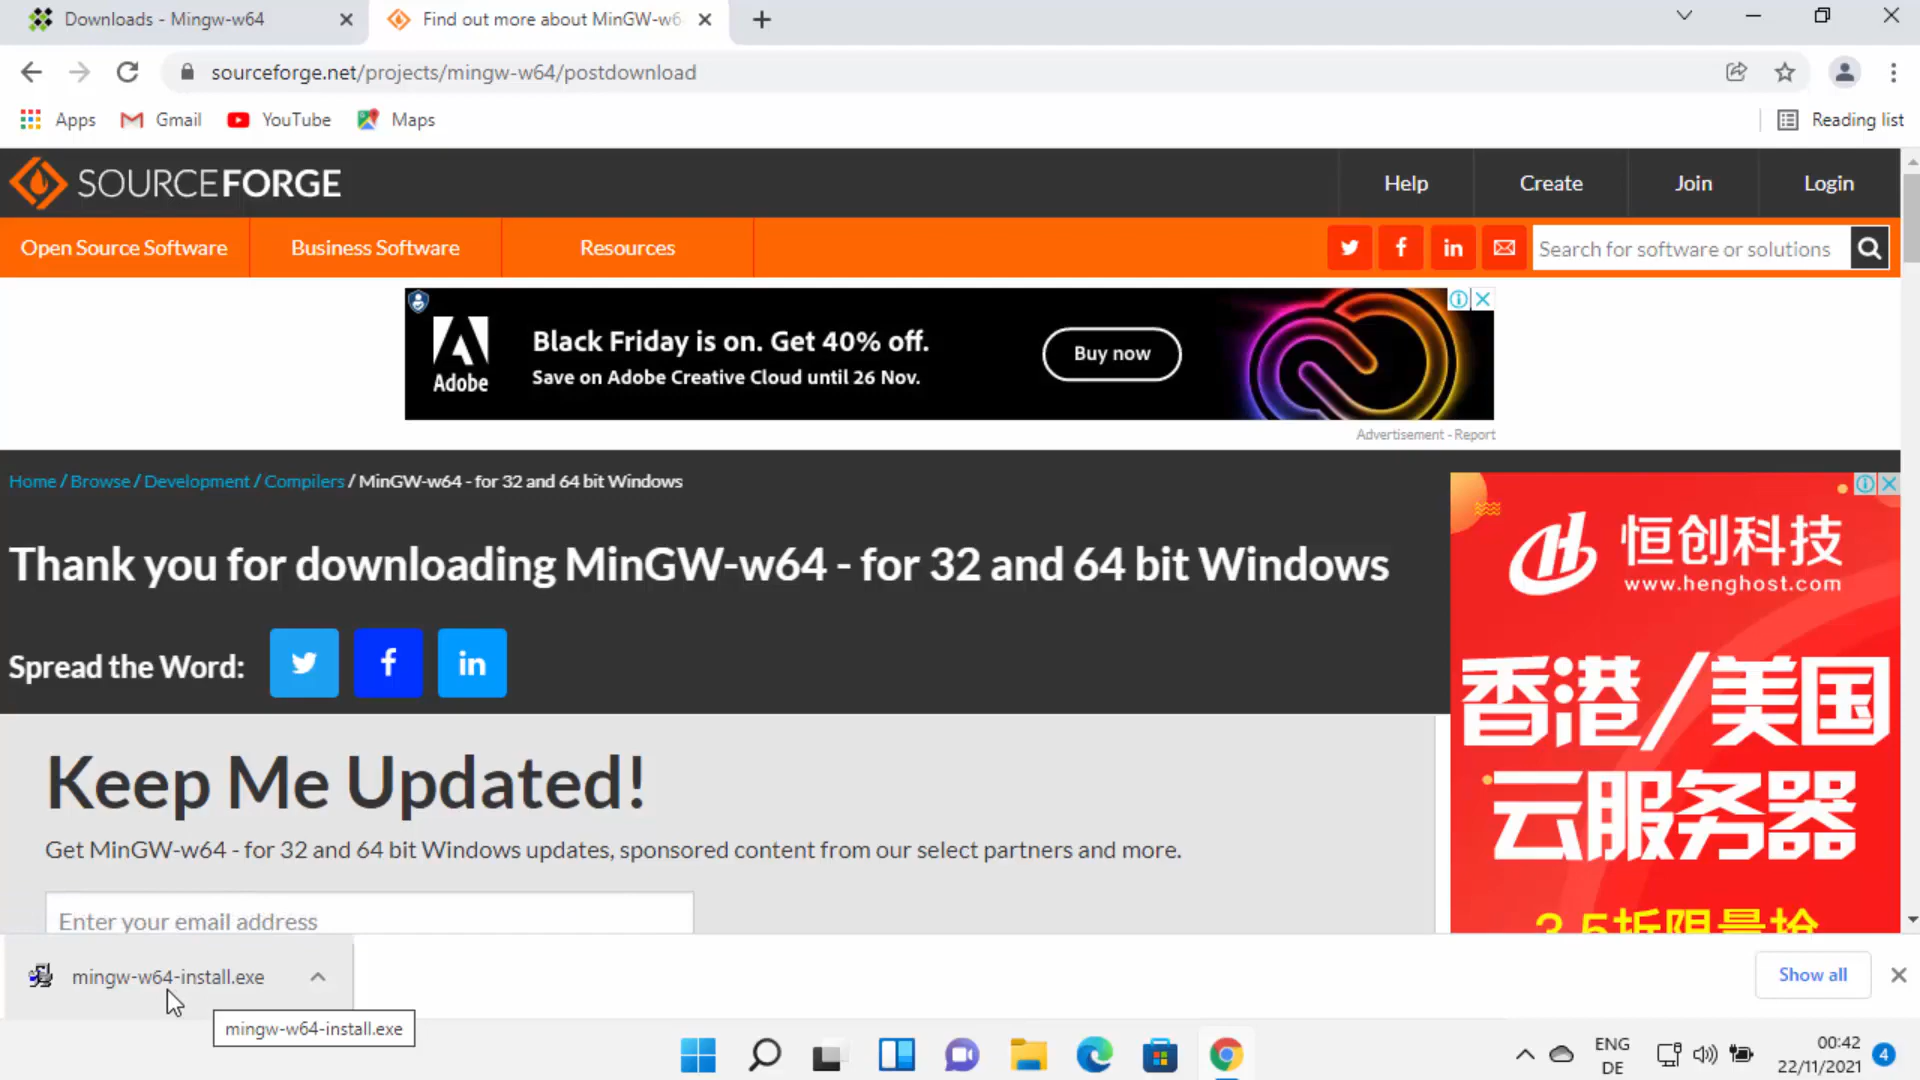 Downloads - Mingw-w64
Find out more about MinGW-w6
sourceforge.net/projects/mingw-w64/postdownload
Apps
Gmail
YouTube
Maps
Reading list
SOURCEFORGE
Help
Create
Join
Login
Open Source Software
Business Software
Resources
Search for software or solutions
Adobe
Black Friday is on. Get 40% off.
Save on Adobe Creative Cloud until 26 Nov.
Buy now
Advertisement - Report
Home / Browse / Development / Compilers / MinGW-w64 - for 32 and 64 bit Windows
Thank you for downloading MinGW-w64 - for 32 and 64 bit Windows
Spread the Word:
恒创科技
www.henghost.com
香港/美国
云服务器
3.5折限量抢
Keep Me Updated!
Get MinGW-w64 - for 32 and 64 bit Windows updates, sponsored content from our select partners and more.
Enter your email address
mingw-w64-install.exe
Show all
mingw-w64-install.exe
ENG
DE
00:42
22/11/2021
4